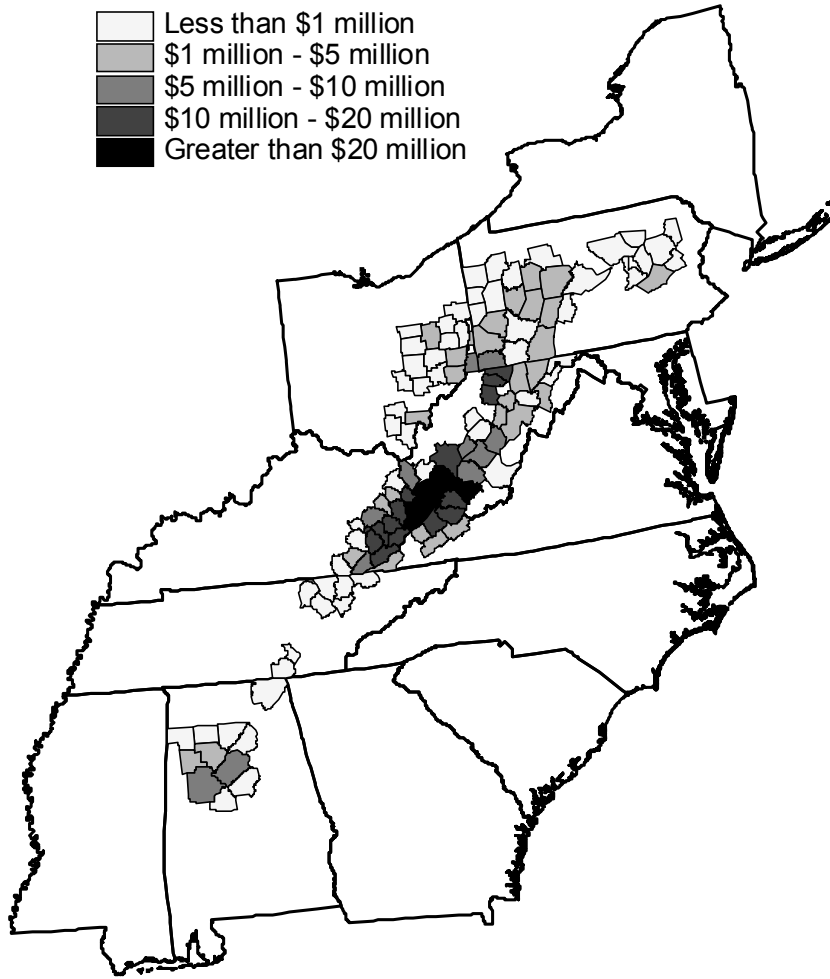 Less than $1 million
$1 million - $5 million
$5 million - $10 million
$10 million - $20 million
Greater than $20 million